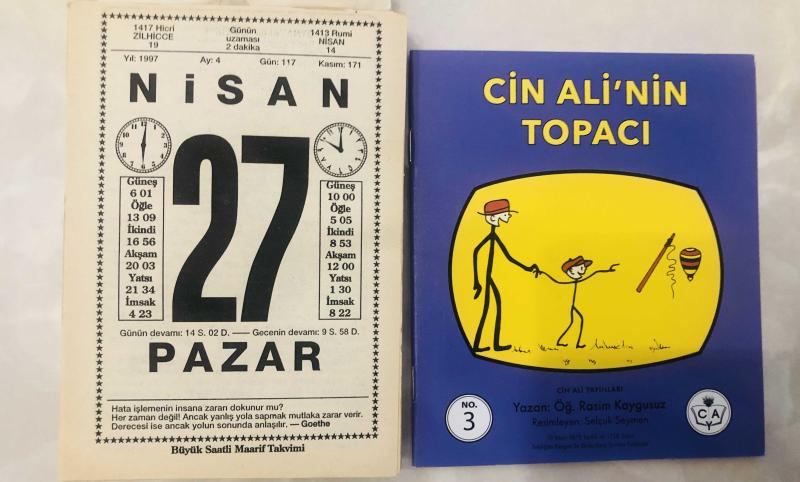 1417 Hicri
ZİLHİCCE
19
Günün
uzaması
2 dakika
1413 Rumi
NİSAN
14
Yıl: 1997 Ay: 4 Gün: 117 Kasım: 171
NiSAN
27
Güneş
6 01
Öğle
13 09
İkindi
16 56
Akşam
20 03
Yatsı
21 34
İmsak
4 23
Güneş
10 00
Öğle
5 05
İkindi
8 53
Akşam
12 00
Yatsı
1 30
İmsak
8 22
Günün devamı: 14 S. 02 D. —— Gecenin devamı: 9 S. 58 D.
PAZAR
Hata işlemenin insana zararı dokunur mu?
Her zaman değil! Ancak yanlış yola sapmak mutlaka zarar verir.
Derecesi ise ancak yolun sonunda anlaşılır. — Goethe
Büyük Saatli Maarif Takvimi
CİN ALİ'NİN
TOPACI
CİN ALİ YAYINLARI
NO.
3
Yazan: Öğ. Rasim Kaygusuz
Resimleyen: Selçuk Seymen
C A
Y